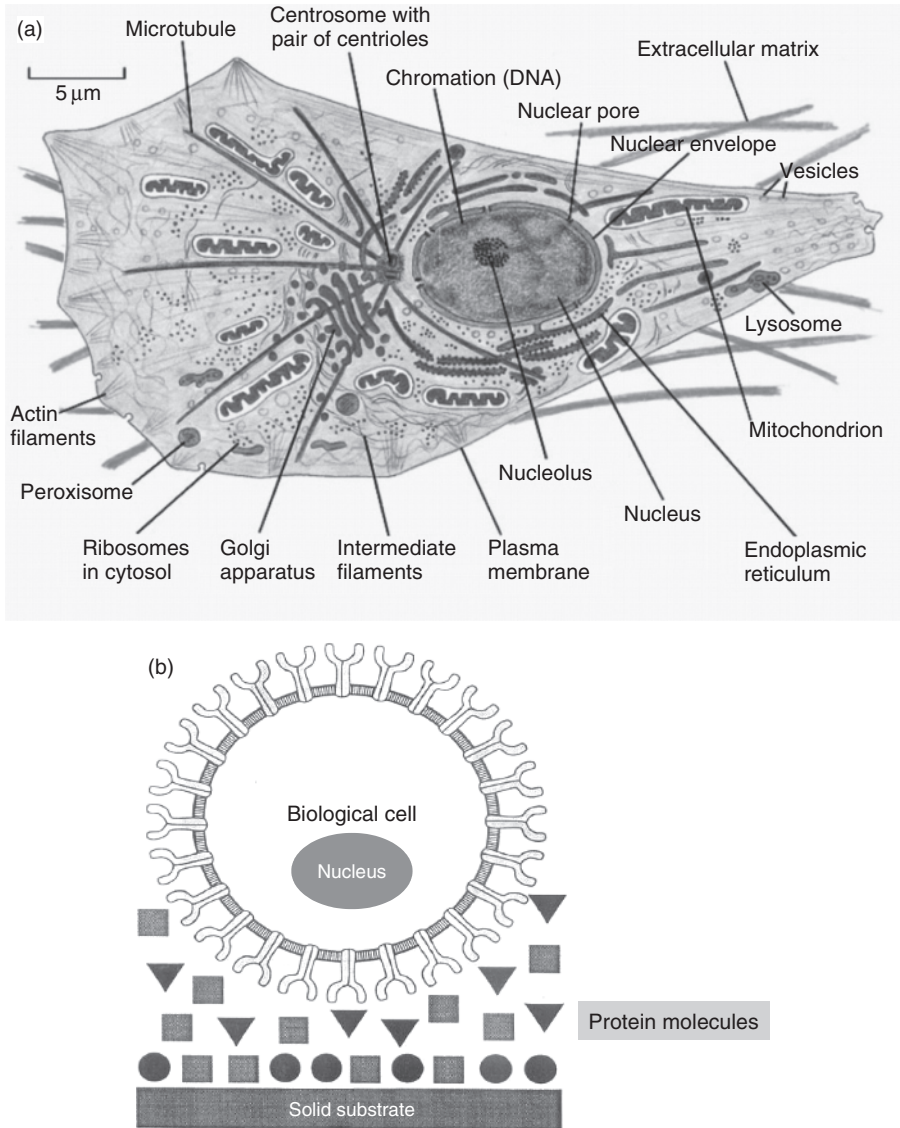 (a)
Microtubule
Centrosome with
pair of centrioles
Chromation (DNA)
Extracellular matrix
Nuclear pore
Nuclear envelope
Vesicles
5 μm
Lysosome
Actin
filaments
Mitochondrion
Peroxisome
Nucleolus
Nucleus
Ribosomes
in cytosol
Golgi
apparatus
Intermediate
filaments
Plasma
membrane
Endoplasmic
reticulum
(b)
Biological cell
Nucleus
Protein molecules
Solid substrate